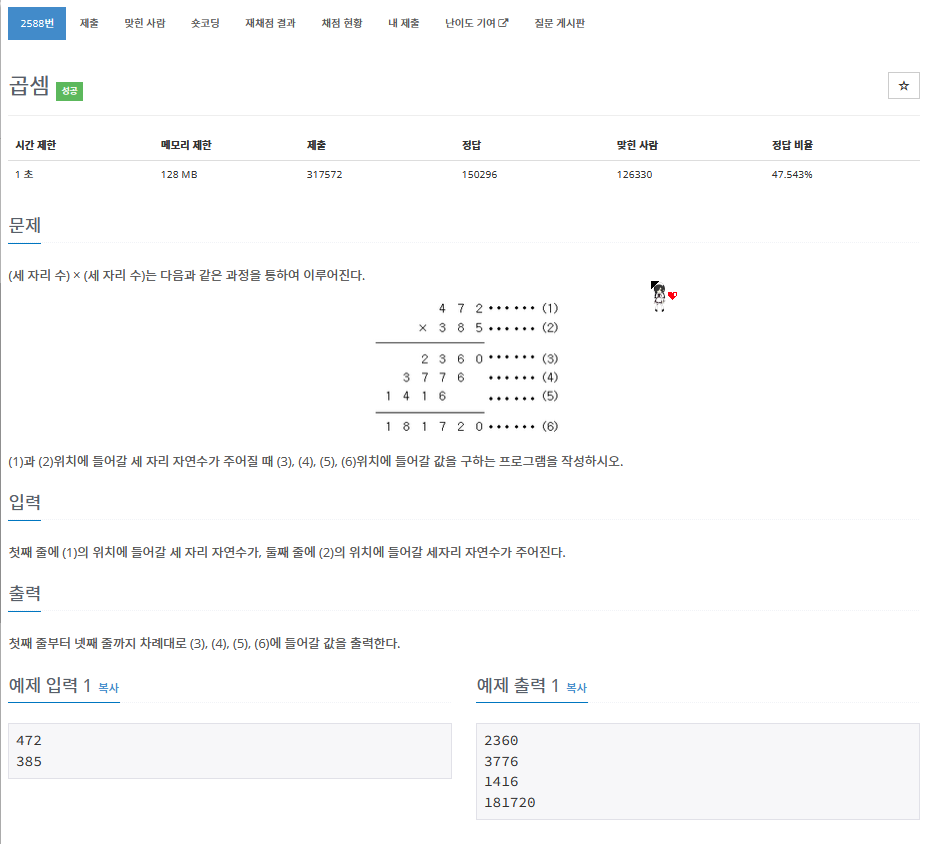 2588번 제출 맞힌 사람 숏코딩 재채점 결과 채점 현황 내 제출 난이도 기여 질문 게시판
곱셈 성공
시간 제한 메모리 제한 제출 정답 맞힌 사람 정답 비율
1 초 128 MB 317572 150296 126330 47.543%
문제
(세 자리 수) × (세 자리 수)는 다음과 같은 과정을 통하여 이루어진다.
4 7 2 •••••• (1)
× 3 8 5 •••••• (2)
2 3 6 0 •••••• (3)
3 7 7 6 •••••• (4)
1 4 1 6 •••••• (5)
1 8 1 7 2 0 •••••• (6)
(1)과 (2)위치에 들어갈 세 자리 자연수가 주어질 때 (3), (4), (5), (6)위치에 들어갈 값을 구하는 프로그램을 작성하시오.
입력
첫째 줄에 (1)의 위치에 들어갈 세 자리 자연수가, 둘째 줄에 (2)의 위치에 들어갈 세자리 자연수가 주어진다.
출력
첫째 줄부터 넷째 줄까지 차례대로 (3), (4), (5), (6)에 들어갈 값을 출력한다.
예제 입력 1 복사
472
385
예제 출력 1 복사
2360
3776
1416
181720